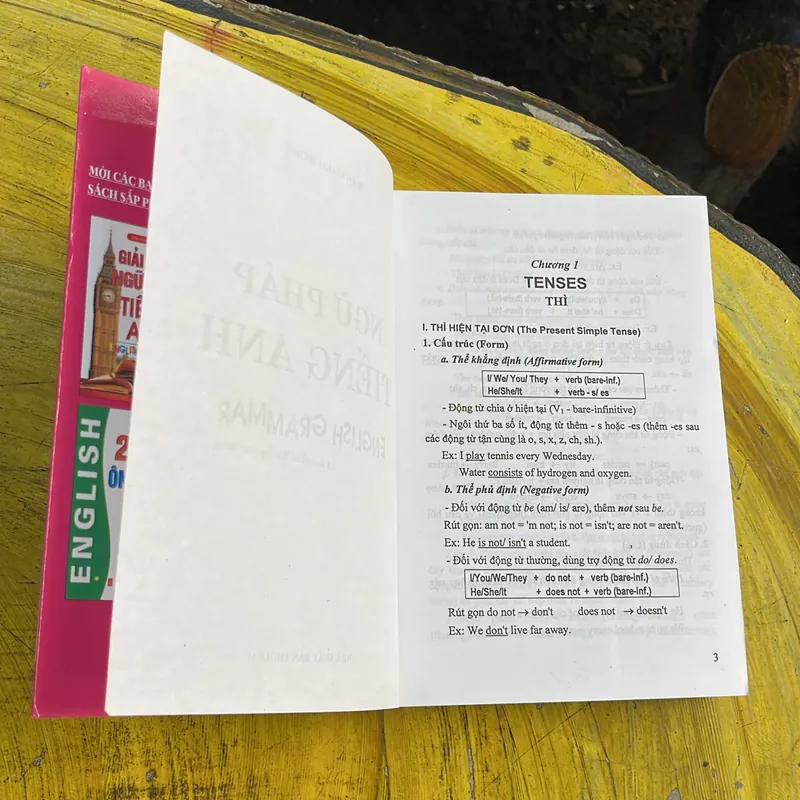 MỜI CÁC BẠ
SÁCH SẮP P
GIẢI
NGỮ
TIẾ
A
ENGLISH
2
ÔN
NGỮ PHÁP
TIẾNG ANH
ENGLISH GRAMMAR
Chương 1
TENSES
THÌ
I. THÌ HIỆN TẠI ĐƠN (The Present Simple Tense)
1. Cấu trúc (Form)
a. Thể khẳng định (Affirmative form)
I/ We/ You/ They + verb (bare-inf.)
He/She/It + verb - s/ es
- Động từ chia ở hiện tại (V₁ - bare-infinitive)
- Ngôi thứ ba số ít, động từ thêm - s hoặc -es (thêm -es sau
các động từ tận cùng là o, s, x, z, ch, sh.).
Ex: I play tennis every Wednesday.
Water consists of hydrogen and oxygen.
b. Thể phủ định (Negative form)
- Đối với động từ be (am/ is/ are), thêm not sau be.
Rút gọn: am not = 'm not; is not = isn't; are not = aren't.
Ex: He is not/ isn't a student.
- Đối với động từ thường, dùng trợ động từ do/ does.
I/You/We/They + do not + verb (bare-inf.)
He/She/It + does not + verb (bare-inf.)
Rút gọn do not → don't does not → doesn't
Ex: We don't live far away.
3